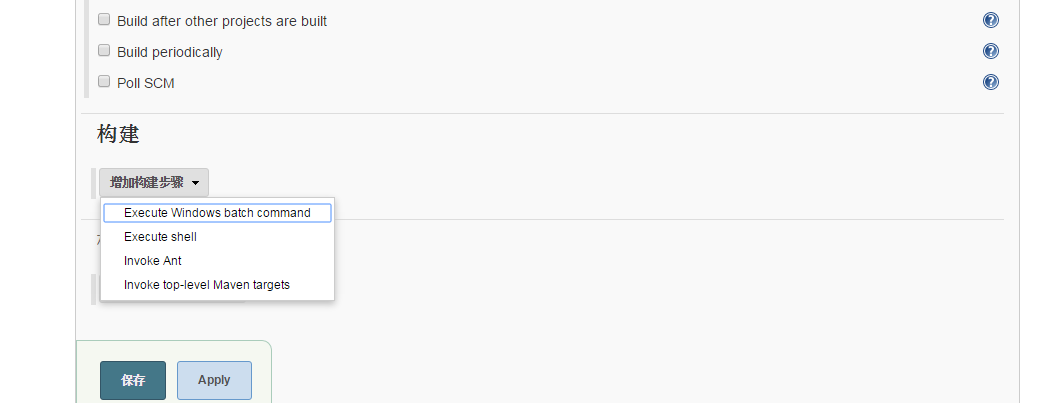 Build after other projects are built
Build periodically
Poll SCM
构建
增加构建步骤
Execute Windows batch command
Execute shell
Invoke Ant
Invoke top-level Maven targets
保存
Apply